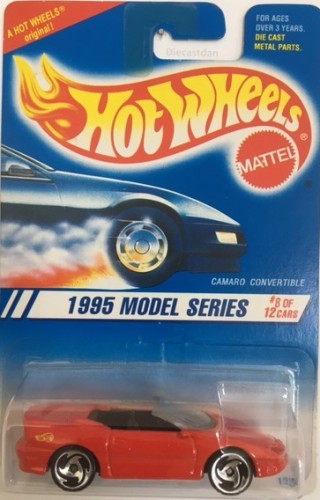 A HOT WHEELS®
original!
FOR AGES
OVER 3 YEARS.
DIE CAST
METAL PARTS.
Diecastdan
HOT WHEELS
MATTEL
CAMARO CONVERTIBLE
1995 MODEL SERIES
#8 OF
12 CARS